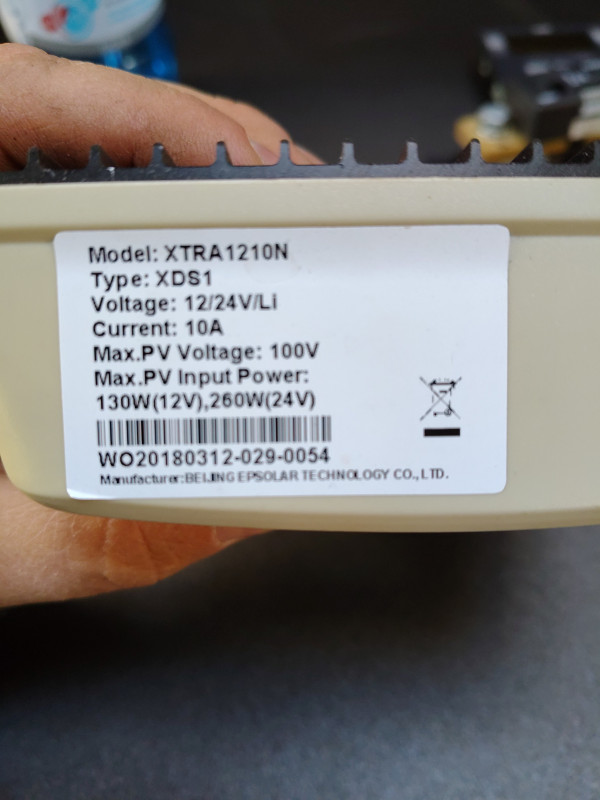 Model: XTRA1210N
Type: XDS1
Voltage: 12/24V/Li
Current: 10A
Max.PV Voltage: 100V
Max.PV Input Power:
130W(12V),260W(24V)
WO20180312-029-0054
Manufacturer:BEIJING EPSOLAR TECHNOLOGY CO.,LTD.